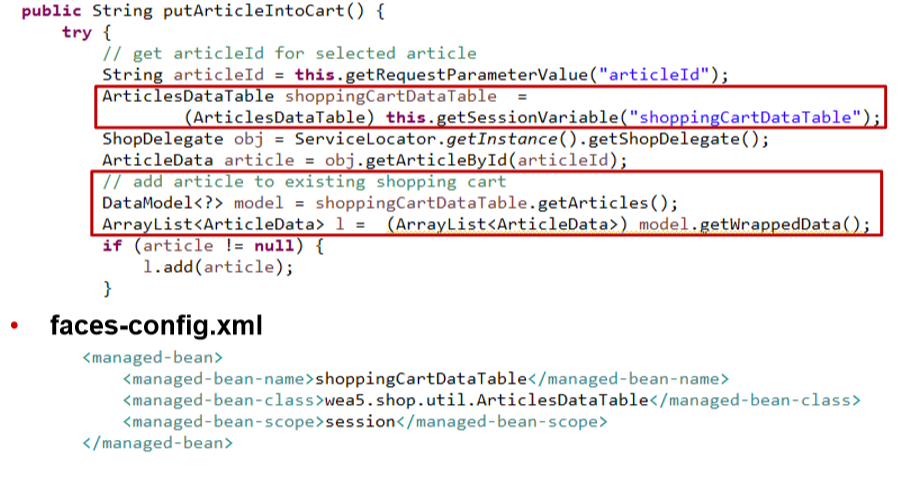 public String putArticleIntoCart() {
try {
// get articleId for selected article
String articleId = this.getRequestParameterValue("articleId");
ArticlesDataTable shoppingCartDataTable =
(ArticlesDataTable) this.getSessionVariable("shoppingCartDataTable");
ShopDelegate obj = ServiceLocator.getInstance().getShopDelegate();
ArticleData article = obj.getArticleById(articleId);
// add article to existing shopping cart
DataModel<?> model = shoppingCartDataTable.getArticles();
ArrayList<ArticleData> l = (ArrayList<ArticleData>) model.getWrappedData();
if (article != null) {
l.add(article);
}
• faces-config.xml
<managed-bean>
<managed-bean-name>shoppingCartDataTable</managed-bean-name>
<managed-bean-class>wea5.shop.util.ArticlesDataTable</managed-bean-class>
<managed-bean-scope>session</managed-bean-scope>
</managed-bean>